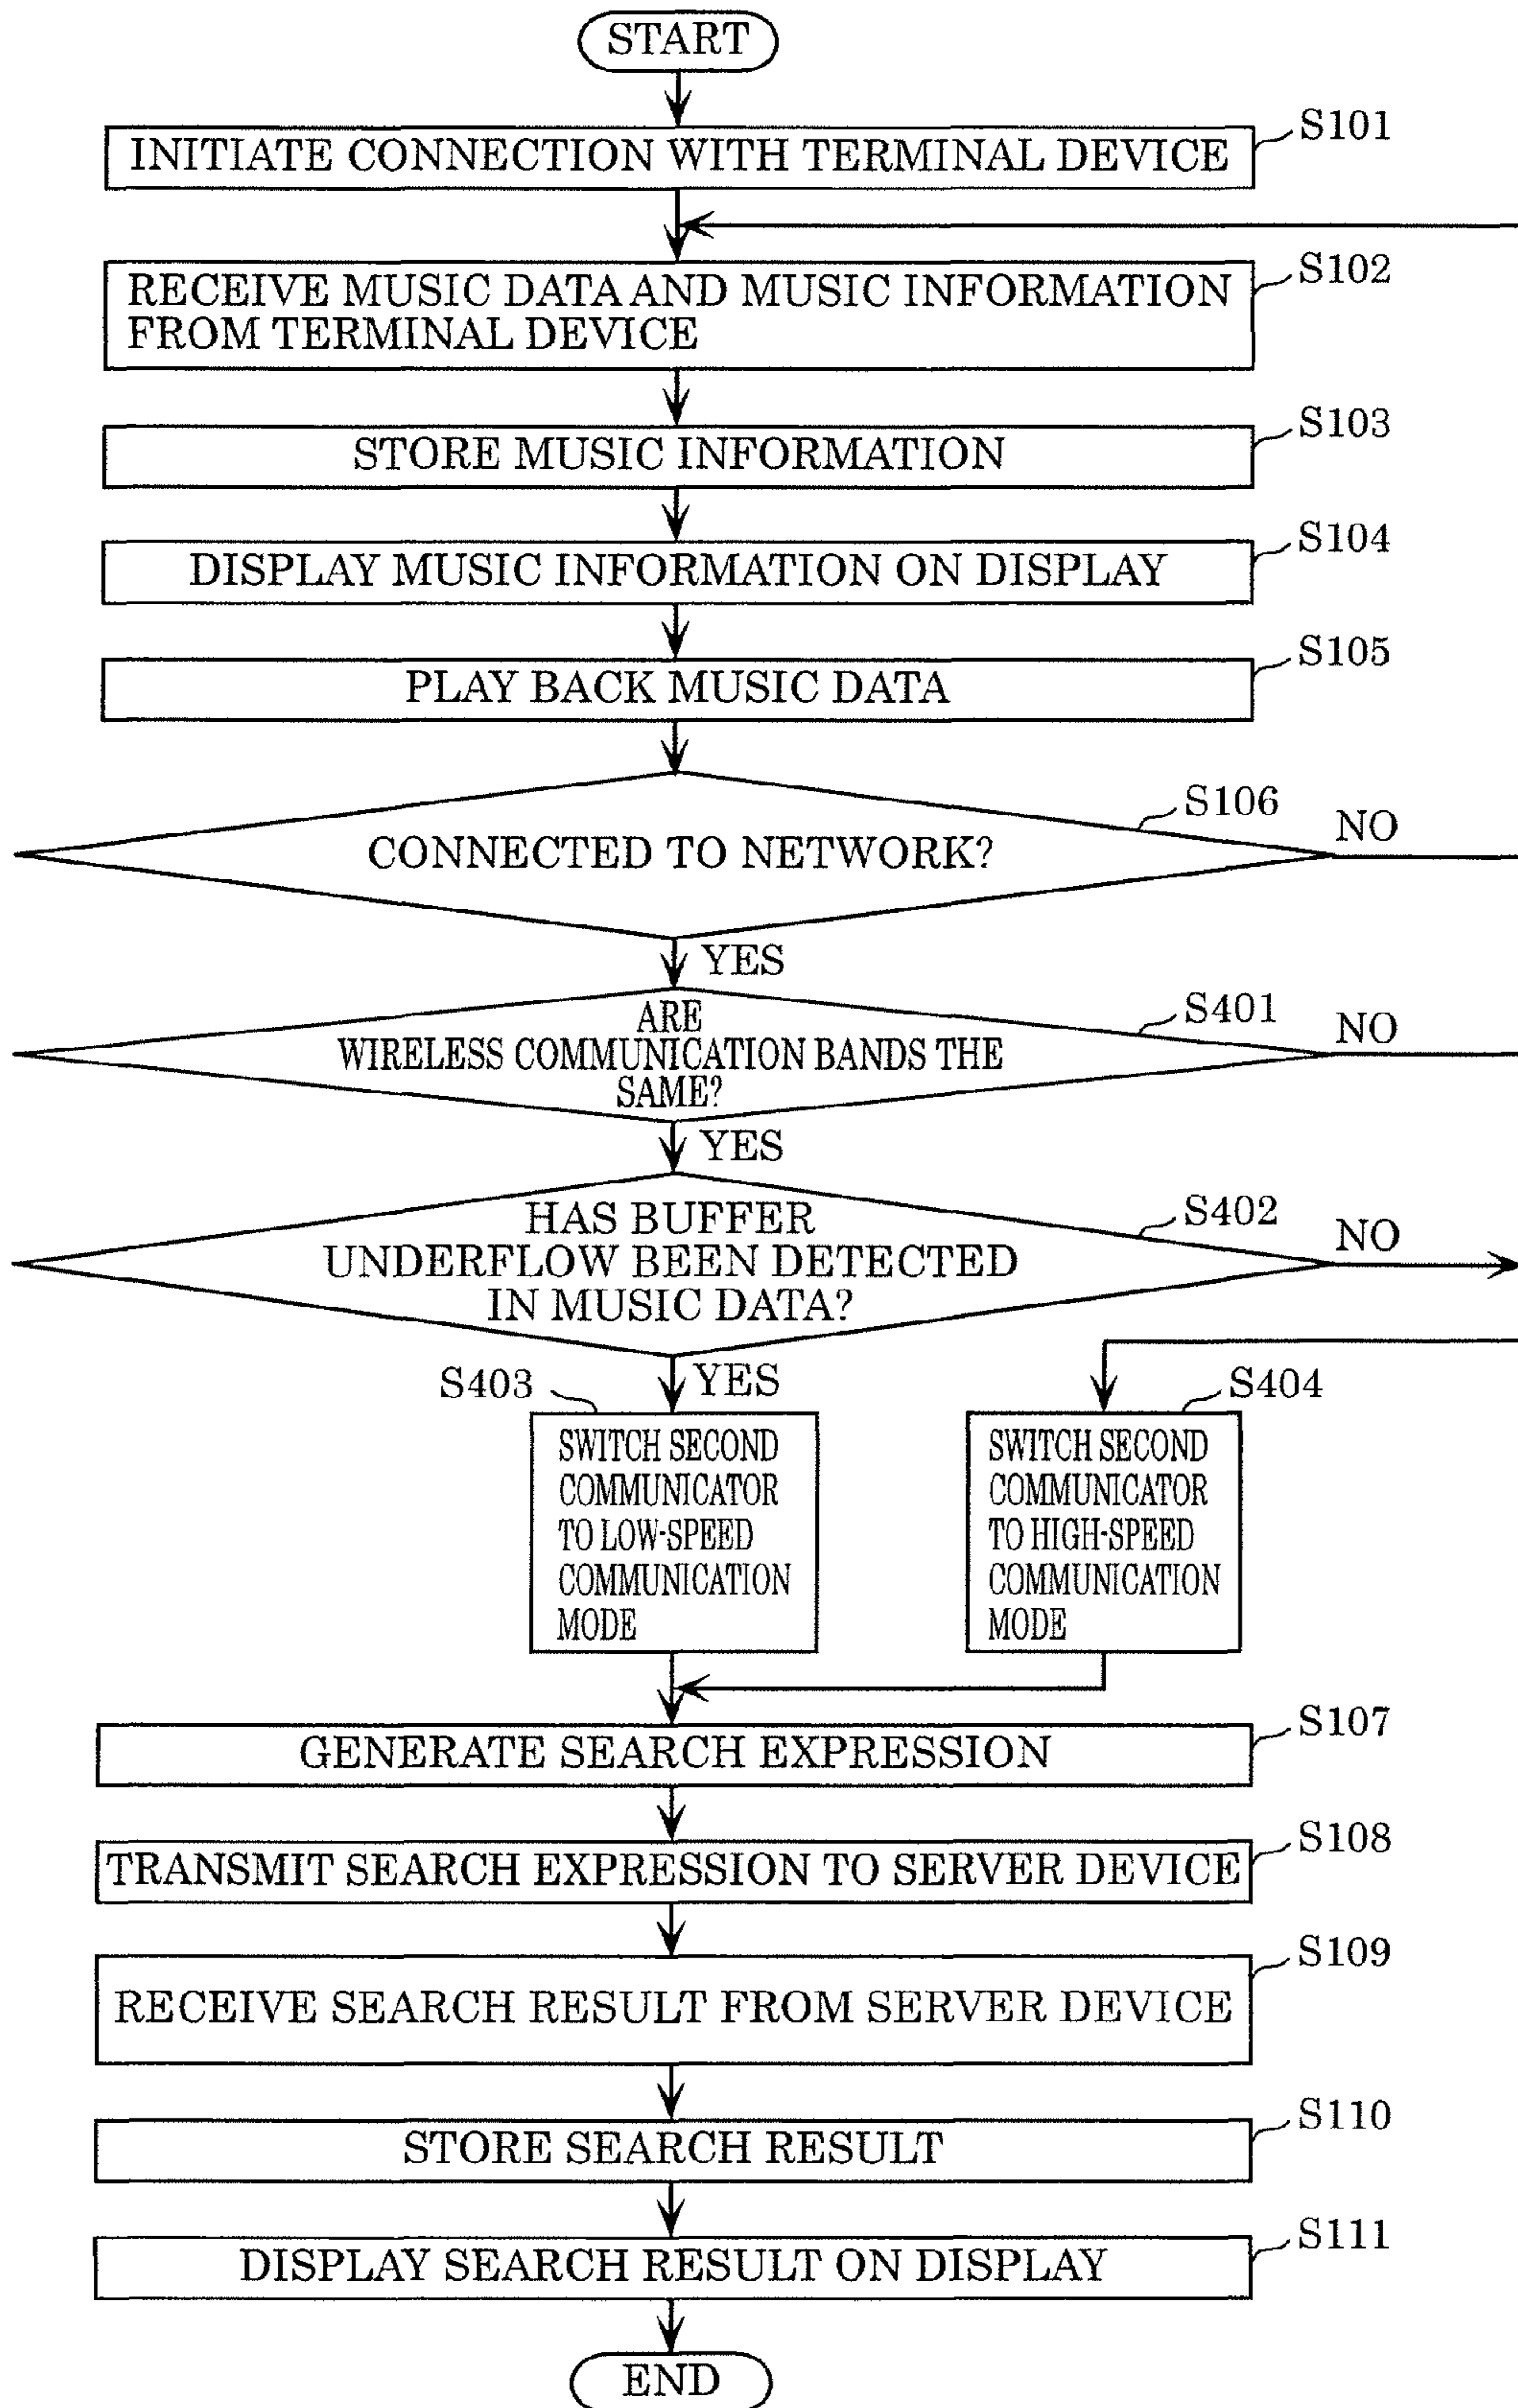 START
INITIATE CONNECTION WITH TERMINAL DEVICE
S101
RECEIVE MUSIC DATA AND MUSIC INFORMATION
FROM TERMINAL DEVICE
S102
STORE MUSIC INFORMATION
S103
DISPLAY MUSIC INFORMATION ON DISPLAY
S104
PLAY BACK MUSIC DATA
S105
CONNECTED TO NETWORK?
S106
NO
YES
ARE
WIRELESS COMMUNICATION BANDS THE
SAME?
S401
NO
YES
HAS BUFFER
UNDERFLOW BEEN DETECTED
IN MUSIC DATA?
S402
NO
YES
S403
SWITCH SECOND
COMMUNICATOR
TO LOW-SPEED
COMMUNICATION
MODE
S404
SWITCH SECOND
COMMUNICATOR
TO HIGH-SPEED
COMMUNICATION
MODE
GENERATE SEARCH EXPRESSION
S107
TRANSMIT SEARCH EXPRESSION TO SERVER DEVICE
S108
RECEIVE SEARCH RESULT FROM SERVER DEVICE
S109
STORE SEARCH RESULT
S110
DISPLAY SEARCH RESULT ON DISPLAY
S111
END